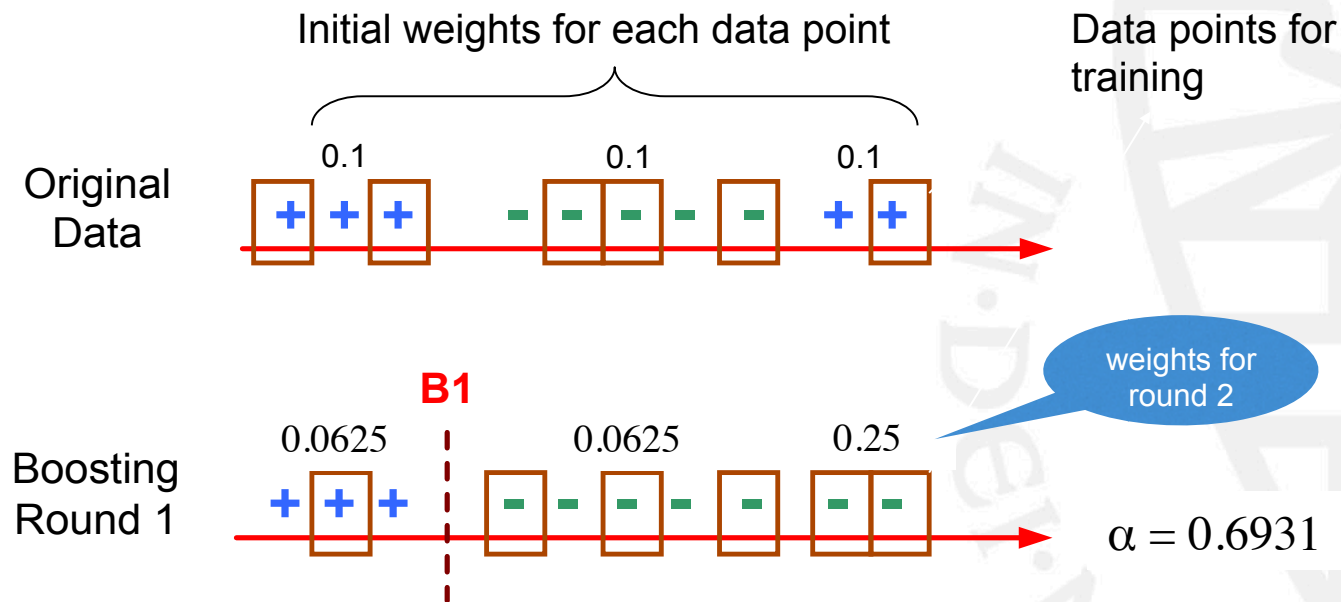 Initial weights for each data point
Data points for
training
0.1 0.1 0.1
Original
Data
+ + + - - - - - + +
B1
weights for
round 2
0.0625 0.0625 0.25
Boosting
Round 1
+ + + - - - - - - -
α = 0.6931